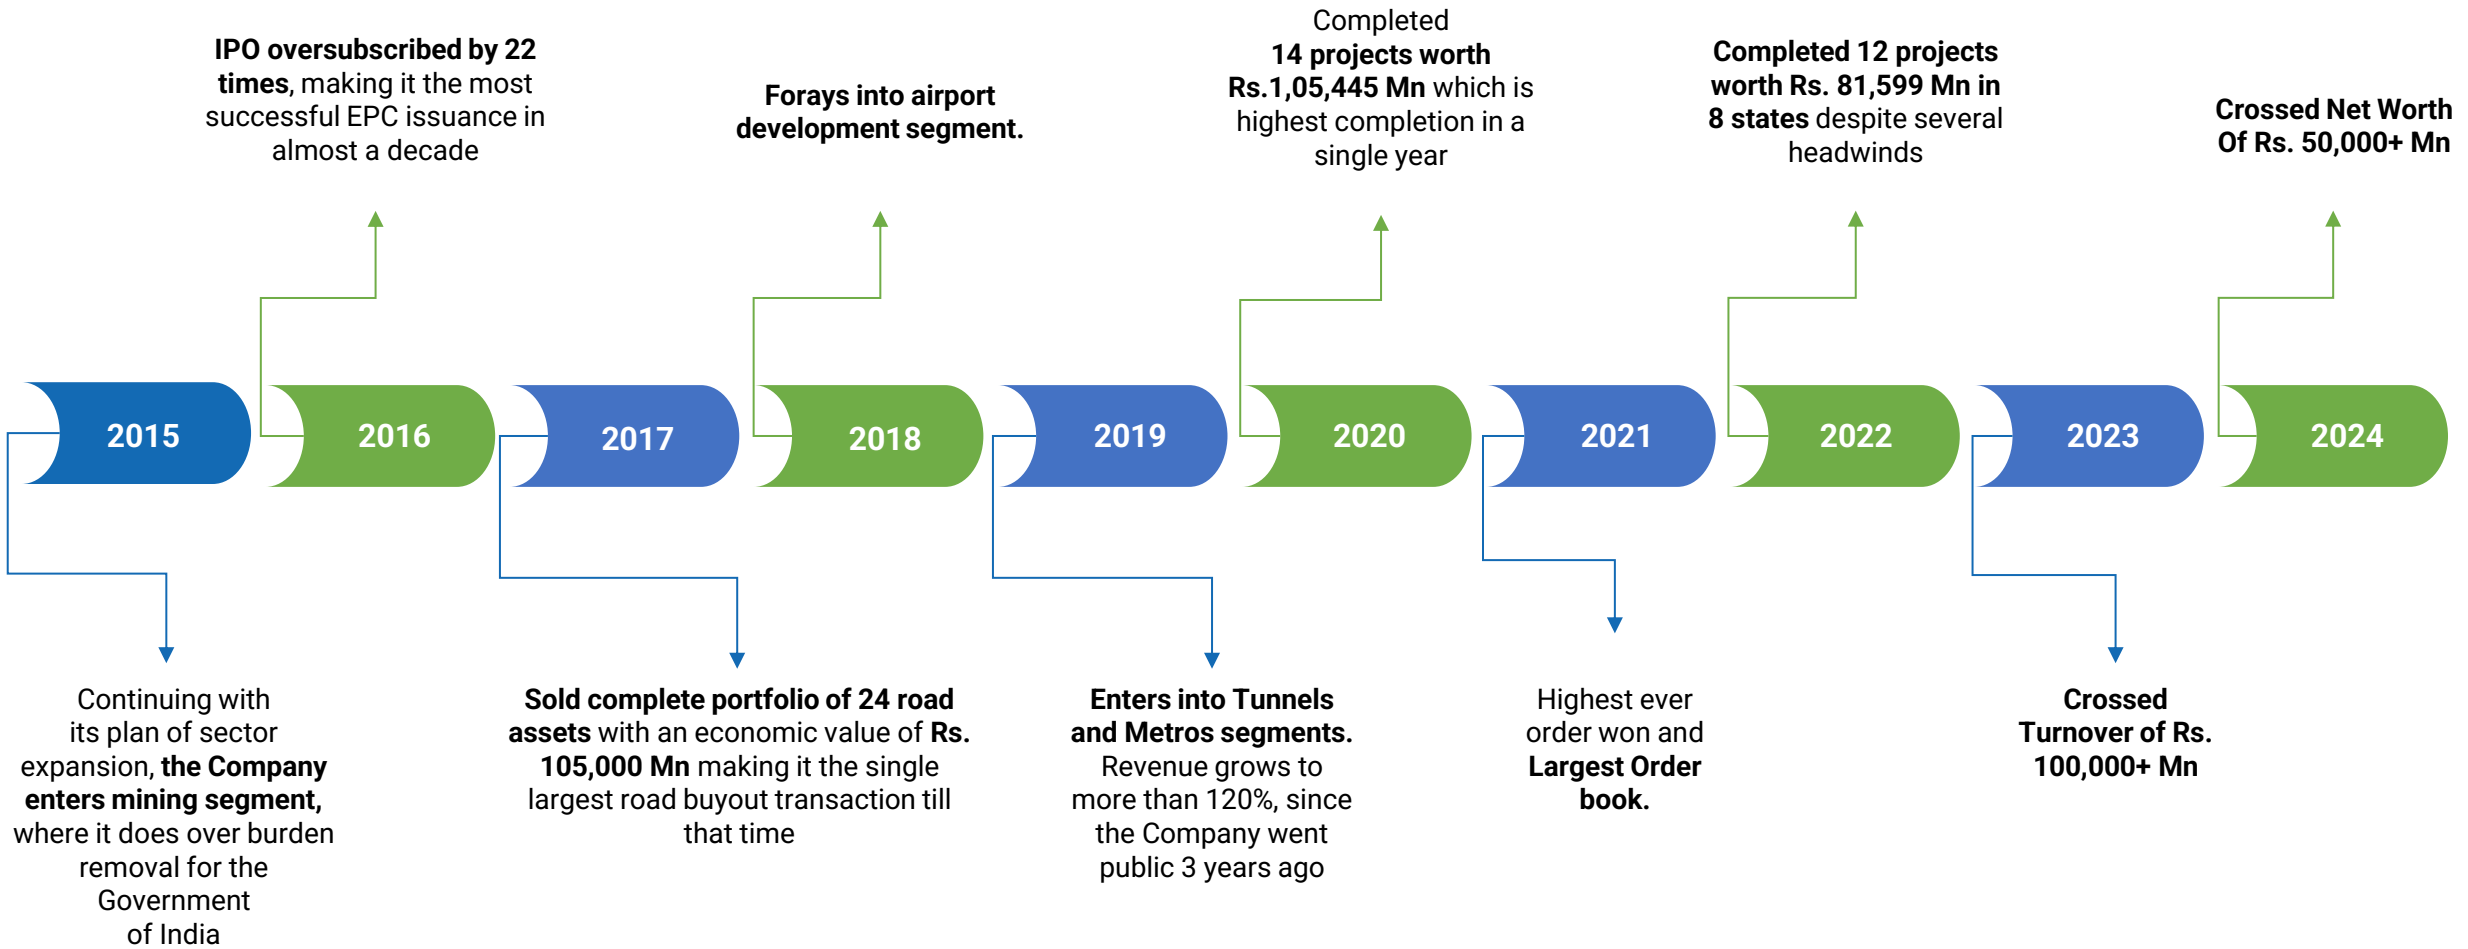 IPO oversubscribed by 22
times, making it the most
successful EPC issuance in
almost a decade
Forays into airport
development segment.
Completed
14 projects worth
Rs.1,05,445 Mn which is
highest completion in a
single year
Completed 12 projects
worth Rs. 81,599 Mn in
8 states despite several
headwinds
Crossed Net Worth
Of Rs. 50,000+ Mn
2015
2016
2017
2018
2019
2020
2021
2022
2023
2024
Continuing with
its plan of sector
expansion, the Company
enters mining segment,
where it does over burden
removal for the
Government
of India
Sold complete portfolio of 24 road
assets with an economic value of Rs.
105,000 Mn making it the single
largest road buyout transaction till
that time
Enters into Tunnels
and Metros segments.
Revenue grows to
more than 120%, since
the Company went
public 3 years ago
Highest ever
order won and
Largest Order
book.
Crossed
Turnover of Rs.
100,000+ Mn